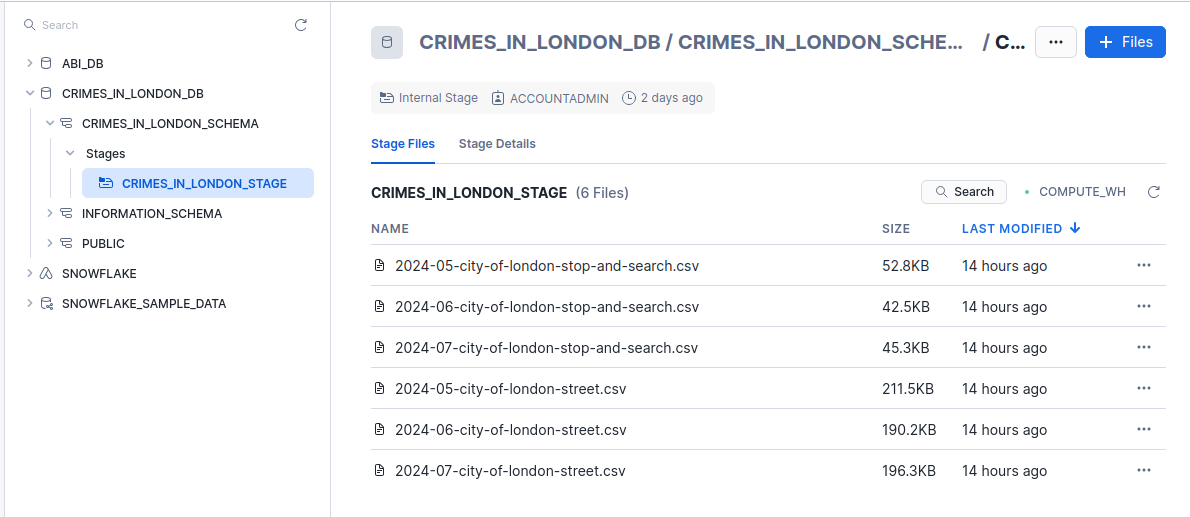 Search
ABI_DB
CRIMES_IN_LONDON_DB
CRIMES_IN_LONDON_SCHEMA
Stages
CRIMES_IN_LONDON_STAGE
INFORMATION_SCHEMA
PUBLIC
SNOWFLAKE
SNOWFLAKE_SAMPLE_DATA
CRIMES_IN_LONDON_DB / CRIMES_IN_LONDON_SCHE... / C... ... + Files
Internal Stage ACCOUNTADMIN 2 days ago
Stage Files Stage Details
CRIMES_IN_LONDON_STAGE (6 Files) Search COMPUTE_WH
NAME SIZE LAST MODIFIED
2024-05-city-of-london-stop-and-search.csv 52.8KB 14 hours ago ...
2024-06-city-of-london-stop-and-search.csv 42.5KB 14 hours ago ...
2024-07-city-of-london-stop-and-search.csv 45.3KB 14 hours ago ...
2024-05-city-of-london-street.csv 211.5KB 14 hours ago ...
2024-06-city-of-london-street.csv 190.2KB 14 hours ago ...
2024-07-city-of-london-street.csv 196.3KB 14 hours ago ...